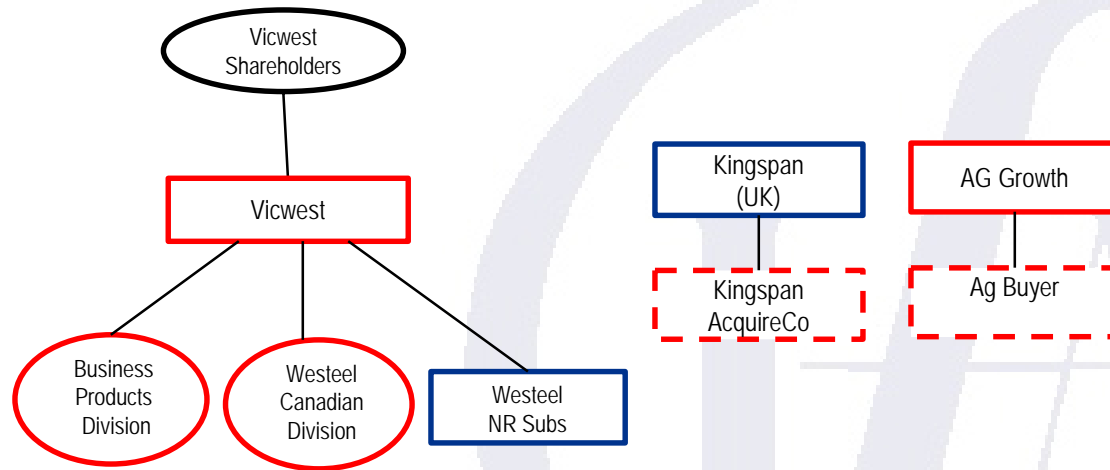 Vicwest
Shareholders
Vicwest
Business
Products
Division
Westeel
Canadian
Division
Westeel
NR Subs
Kingspan
(UK)
Kingspan
AcquireCo
AG Growth
Ag Buyer